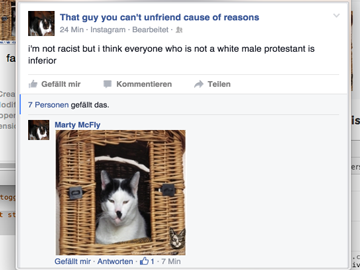 That guy you can't unfriend cause of reasons
24 Min · Instagram · Bearbeitet ·
i'm not racist but i think everyone who is not a white male protestant is
inferior
Gefällt mir
Kommentieren
Teilen
7 Personen gefällt das.
Marty McFly
Gefällt mir · Antworten · 1 · 7 Min